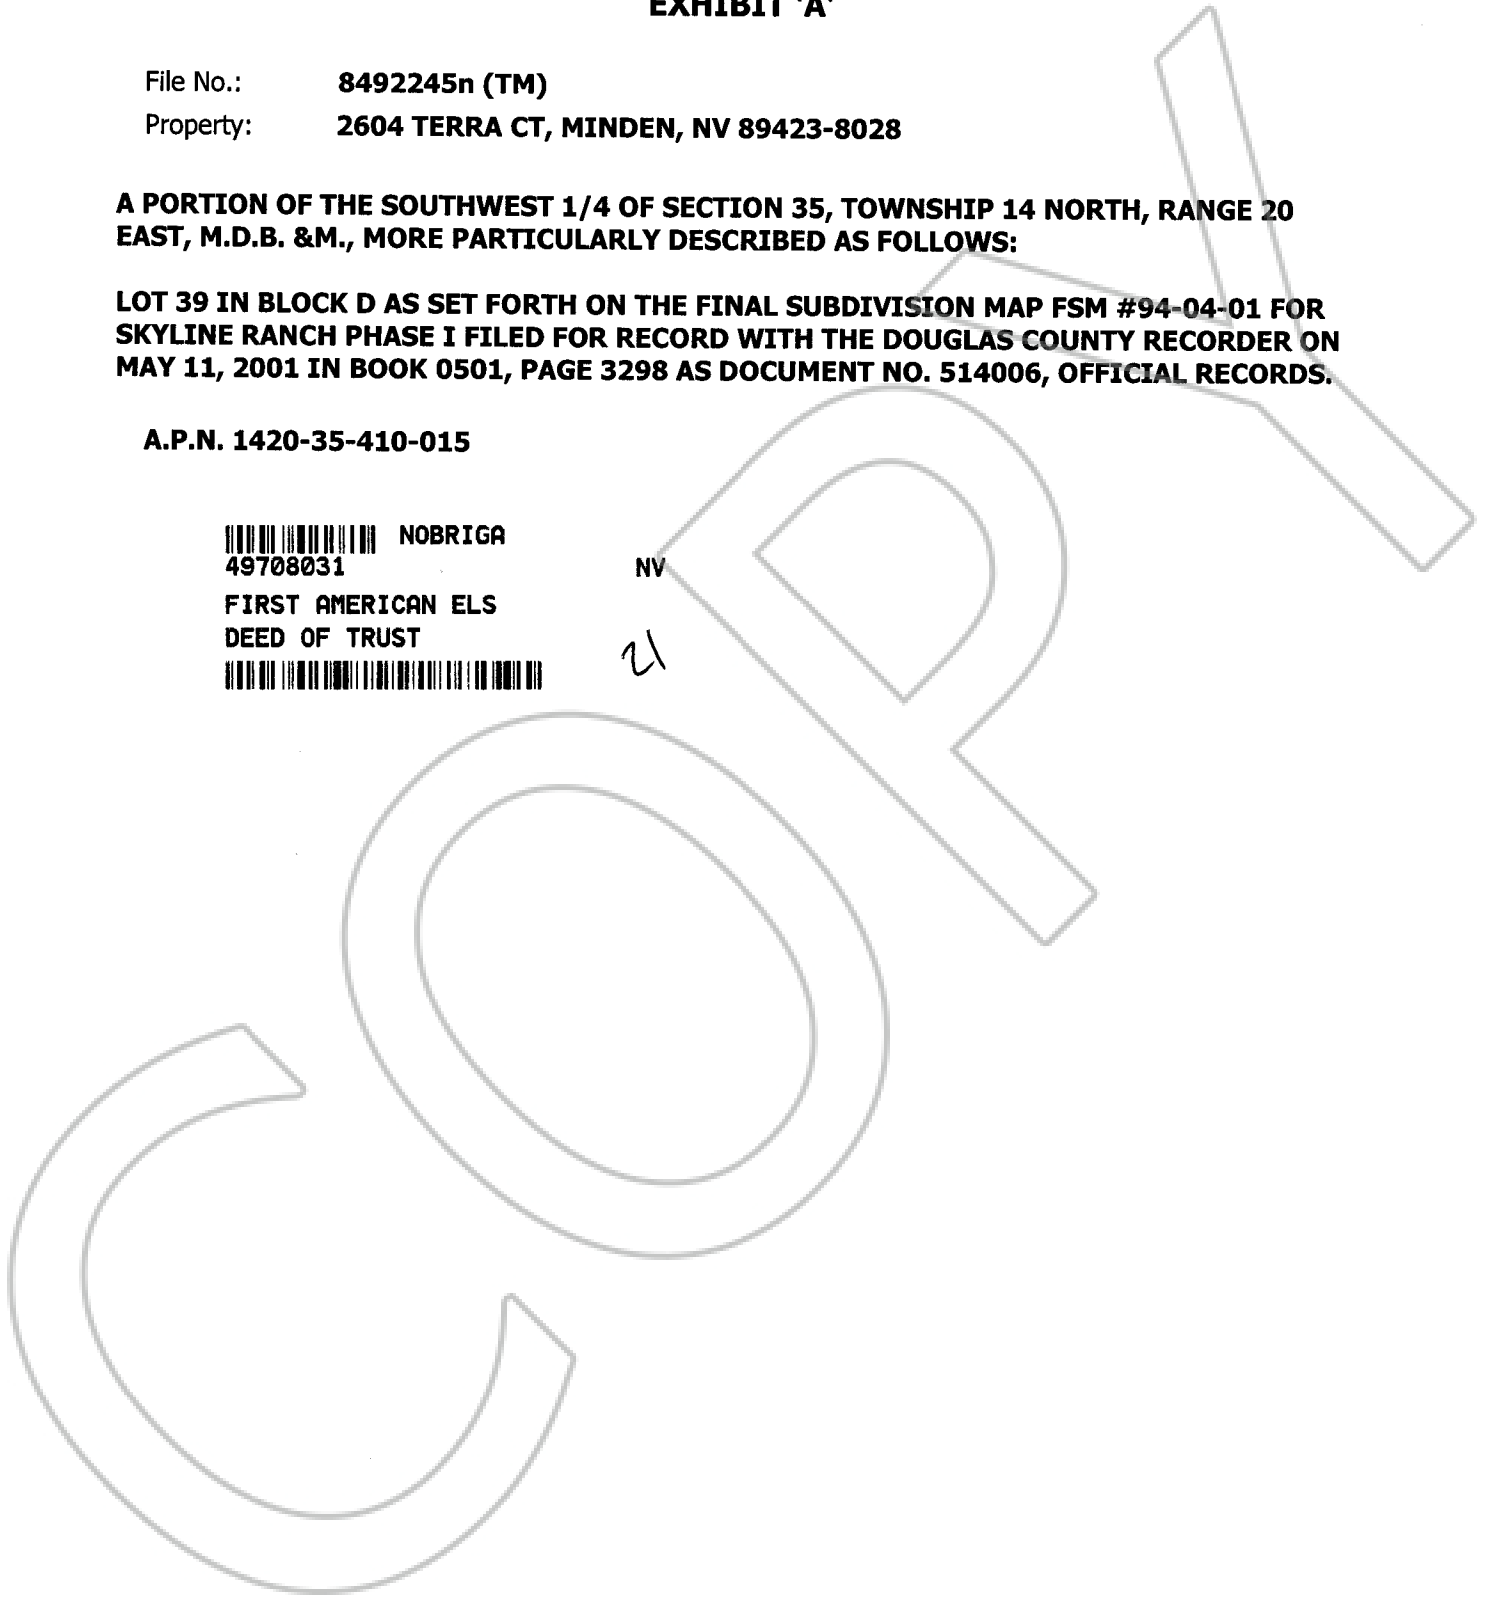 EXHIBIT 'A'
File No.: 8492245n (TM)
Property: 2604 TERRA CT, MINDEN, NV 89423-8028
A PORTION OF THE SOUTHWEST 1/4 OF SECTION 35, TOWNSHIP 14 NORTH, RANGE 20
EAST, M.D.B. &M., MORE PARTICULARLY DESCRIBED AS FOLLOWS:
LOT 39 IN BLOCK D AS SET FORTH ON THE FINAL SUBDIVISION MAP FSM #94-04-01 FOR
SKYLINE RANCH PHASE I FILED FOR RECORD WITH THE DOUGLAS COUNTY RECORDER ON
MAY 11, 2001 IN BOOK 0501, PAGE 3298 AS DOCUMENT NO. 514006, OFFICIAL RECORDS.
A.P.N. 1420-35-410-015
NOBRIGA
49708031 NV
FIRST AMERICAN ELS
DEED OF TRUST
21
COPY